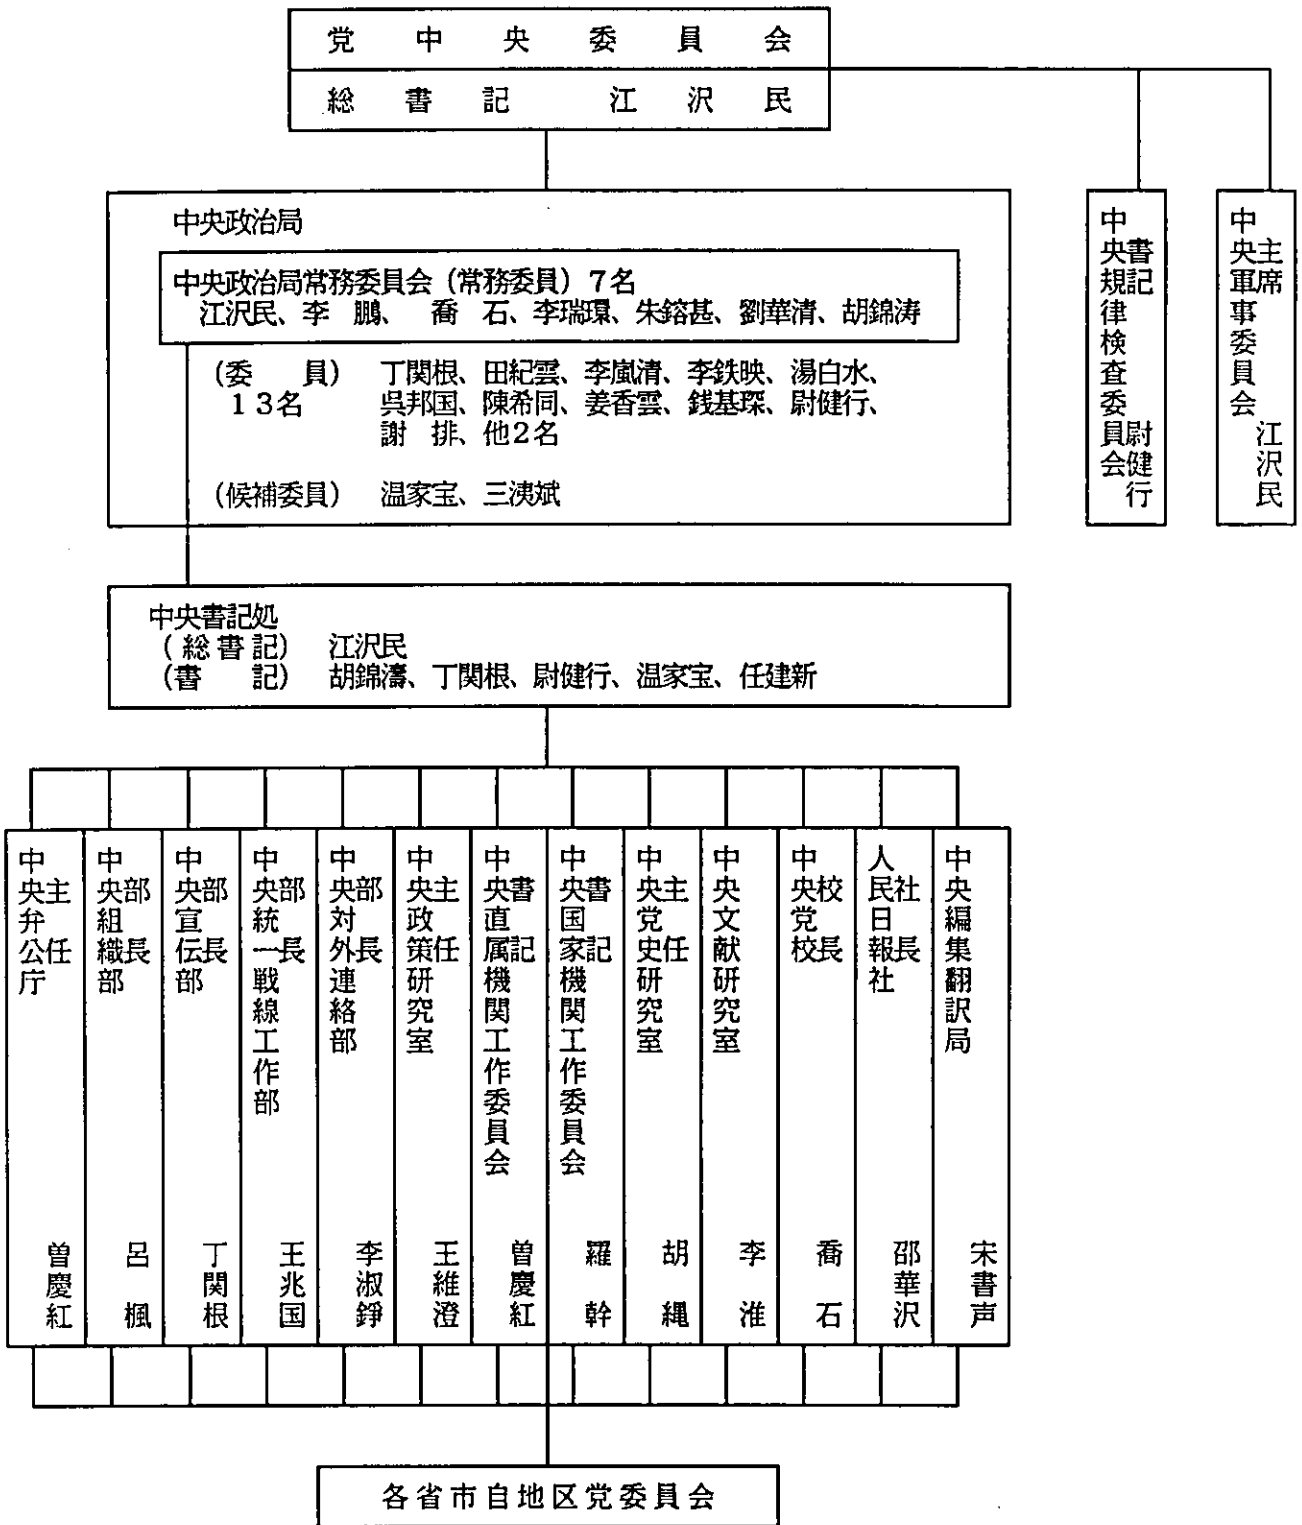 党中央委員会
総書記 江沢民
中央政治局
中央政治局常務委員会(常務委員)7名
江沢民、李 鵬、 喬 石、李瑞環、朱鎔甚、劉華清、胡錦涛
(委 員) 丁関根、田紀雲、李嵐清、李鉄映、湯白水、
13名 呉邦国、陳希同、姜香雲、銭基琛、尉健行、
謝 排、他2名
(候補委員) 温家宝、三洟斌
中央規律検査委員会
書記 尉健行
中央軍事委員会
主席 江沢民
中央書記処
(総書記) 江沢民
(書 記) 胡錦濤、丁関根、尉健行、温家宝、任建新
中央弁公庁
主任 曽慶紅
中央組織部
部長 呂 楓
中央宣伝部
部長 丁関根
中央統一戦線工作部
部長 王兆国
中央対外連絡部
部長 李淑錚
中央政策研究室
主任 王維澄
中央直属機関工作委員会
書記 曽慶紅
中央国家機関工作委員会
書記 羅 幹
中央党史研究室
主任 胡 縄
中央文献研究室
李 淮
中央党校
校長 喬 石
人民日報社
社長 邵華沢
中央編集翻訳局
宋書声
各省市自地区党委員会